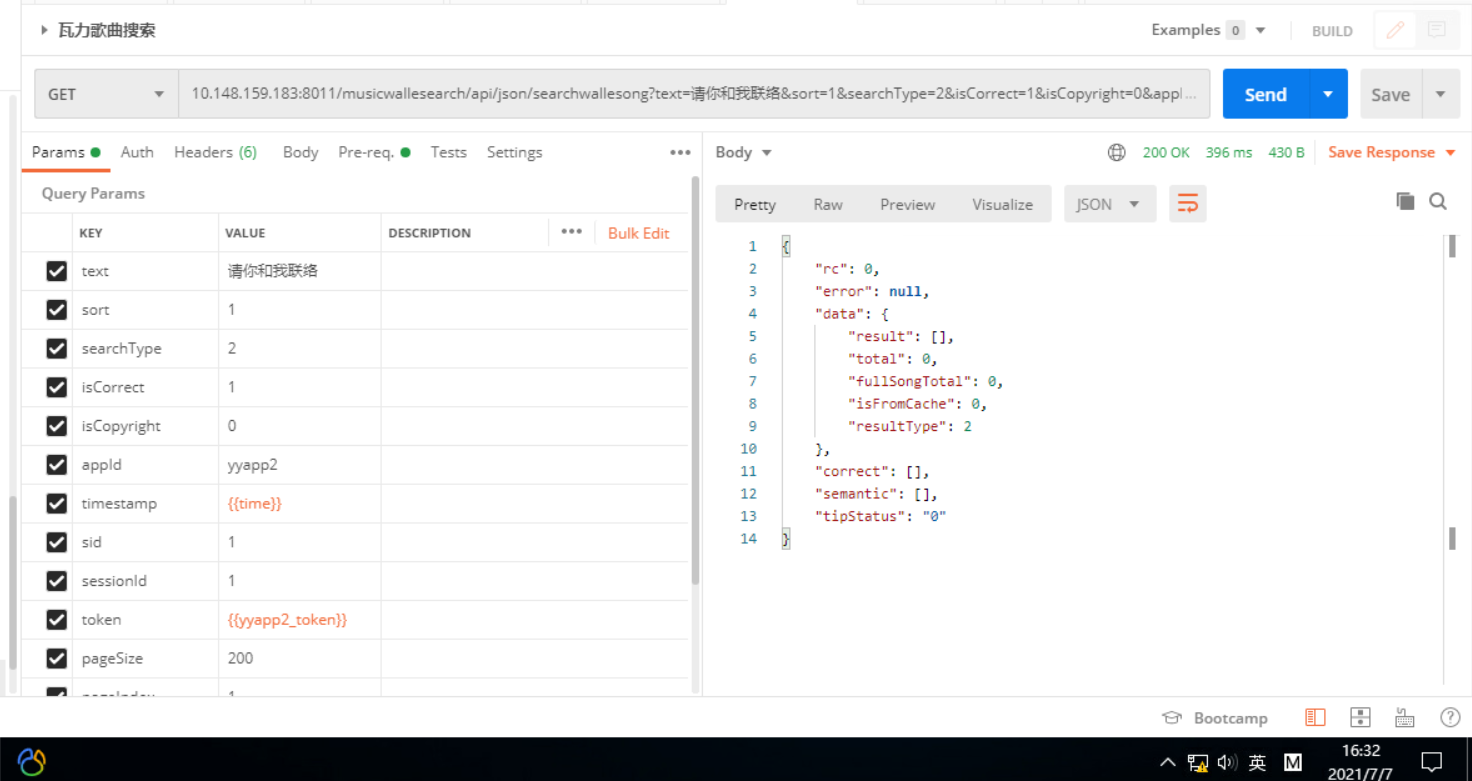 瓦力歌曲搜索
Examples 0
BUILD
GET
10.148.159.183:8011/musicwallesearch/api/json/searchwallesong?text=请你和我联络&sort=1&searchType=2&isCorrect=1&isCopyright=0&appl...
Send
Save
Params
Auth
Headers (6)
Body
Pre-req.
Tests
Settings
•••
Body
200 OK 396 ms 430 B
Save Response
Query Params
KEY VALUE DESCRIPTION ••• Bulk Edit
text 请你和我联络
sort 1
searchType 2
isCorrect 1
isCopyright 0
appId yyapp2
timestamp {{time}}
sid 1
sessionId 1
token {{yyapp2_token}}
pageSize 200
pageIndex 1
Pretty Raw Preview Visualize JSON
1 {
2 "rc": 0,
3 "error": null,
4 "data": {
5 "result": [],
6 "total": 0,
7 "fullSongTotal": 0,
8 "isFromCache": 0,
9 "resultType": 2
10 },
11 "correct": [],
12 "semantic": [],
13 "tipStatus": "0"
14 }
Bootcamp
英 M
16:32
2021/7/7